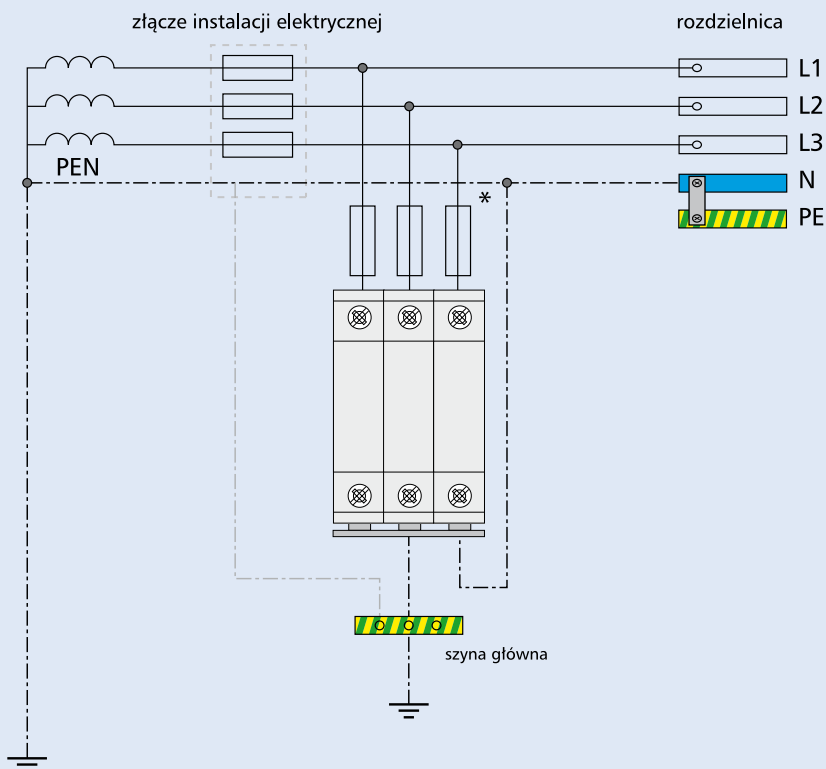 złącze instalacji elektrycznej
rozdzielnica
L1
L2
L3
PEN
N
*
PE
szyna główna